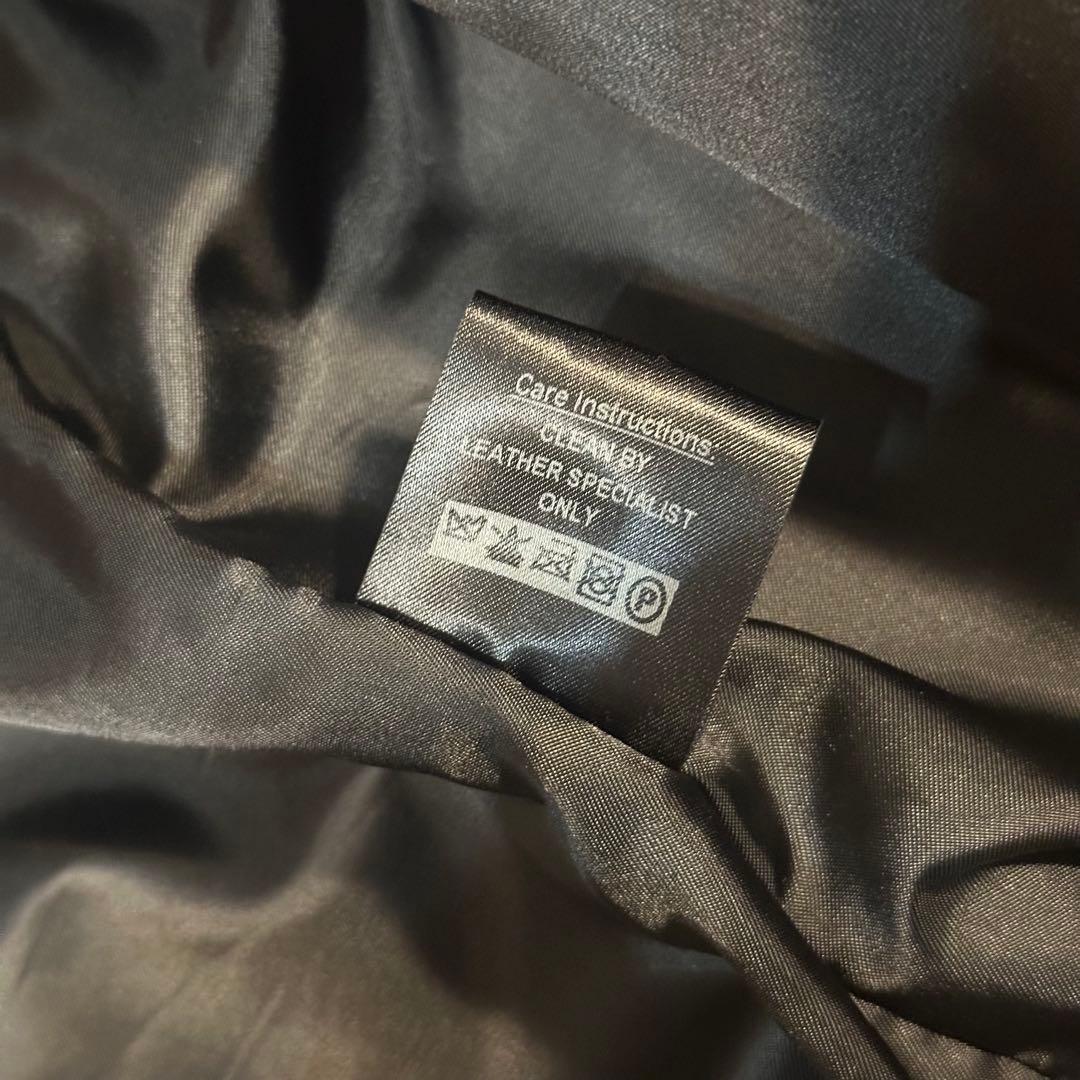 Care Instructions
CLEAN BY
LEATHER SPECIALIST
ONLY
P